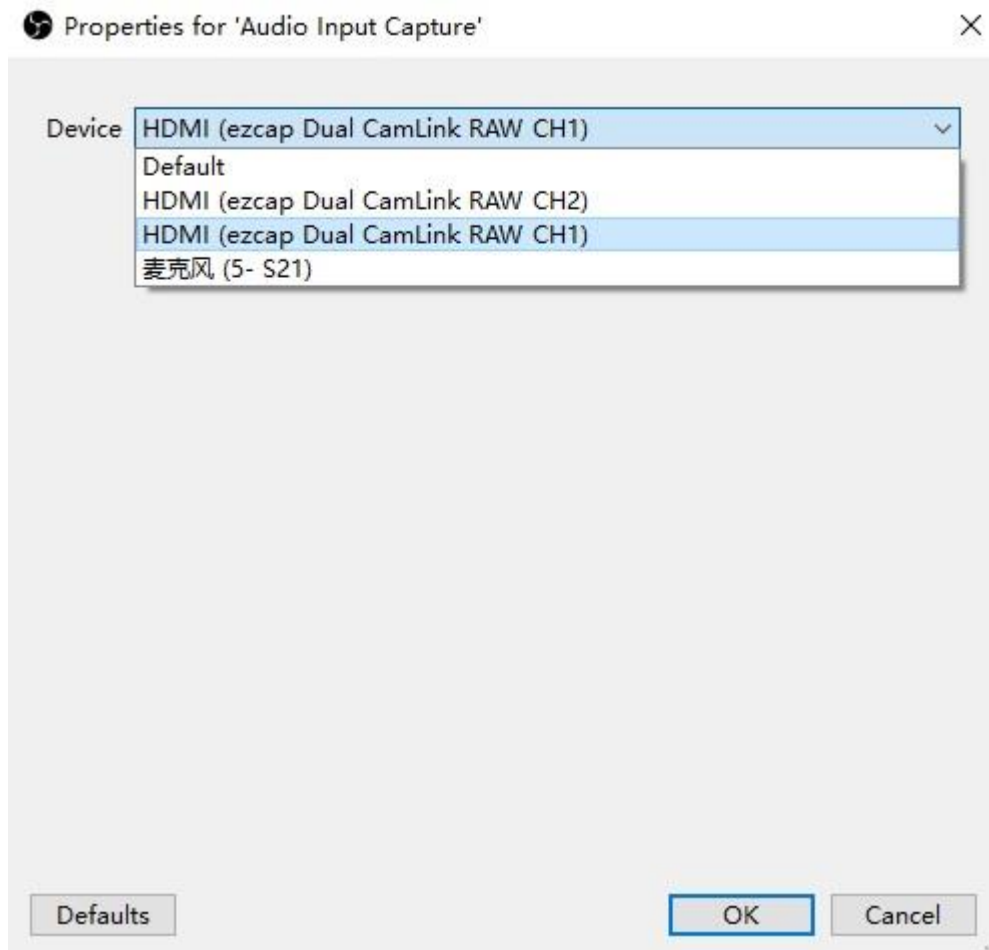 Properties for 'Audio Input Capture'
Device HDMI (ezcap Dual CamLink RAW CH1)
Default
HDMI (ezcap Dual CamLink RAW CH2)
HDMI (ezcap Dual CamLink RAW CH1)
麦克风 (5- S21)
Defaults OK Cancel